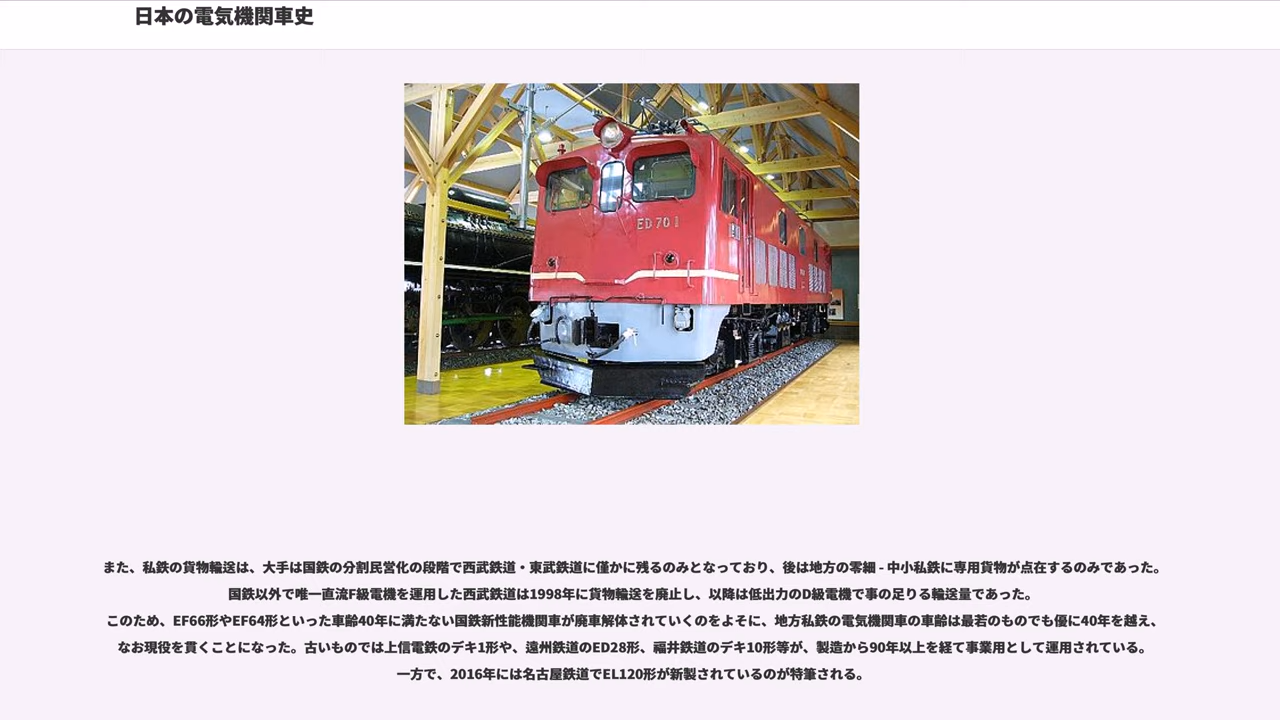 日本の電気機関車史
ED 70 1
また、私鉄の貨物輸送は、大手は国鉄の分割民営化の段階で西武鉄道・東武鉄道に僅かに残るのみとなっており、後は地方の零細 - 中小私鉄に専用貨物が点在するのみであった。
国鉄以外で唯一直流F級電機を運用した西武鉄道は1998年に貨物輸送を廃止し、以降は低出力のD級電機で事の足りる輸送量であった。
このため、EF66形やEF64形といった車齢40年に満たない国鉄新性能機関車が廃車解体されていくのをよそに、地方私鉄の電気機関車の車齢は最若のものでも優に40年を越え、
なお現役を貫くことになった。古いものでは上信電鉄のデキ1形や、遠州鉄道のED28形、福井鉄道のデキ10形等が、製造から90年以上を経て事業用として運用されている。
一方で、2016年には名古屋鉄道でEL120形が新製されているのが特筆される。